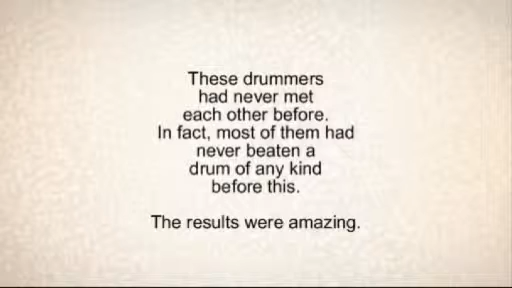 These drummers
had never met
each other before.
In fact, most of them had
never beaten a
drum of any kind
before this.
The results were amazing.